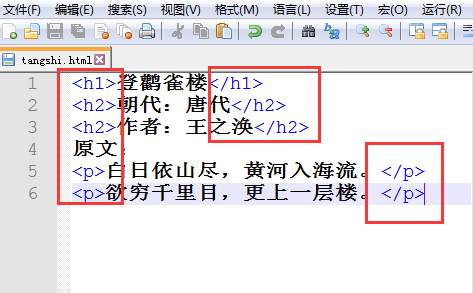 文件(F) 编辑(E) 搜索(S) 视图(V) 格式(M) 语言(L) 设置(T) 宏(O) 运行(R)
tangshi.html
1 <h1>登鹳雀楼</h1>
2 <h2>朝代：唐代</h2>
3 <h2>作者：王之涣</h2>
4 原文：
5 <p>白日依山尽，黄河入海流。</p>
6 <p>欲穷千里目，更上一层楼。</p>